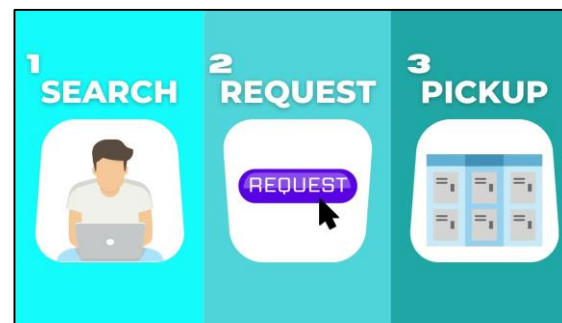 1
SEARCH
2
REQUEST
REQUEST
3
PICKUP